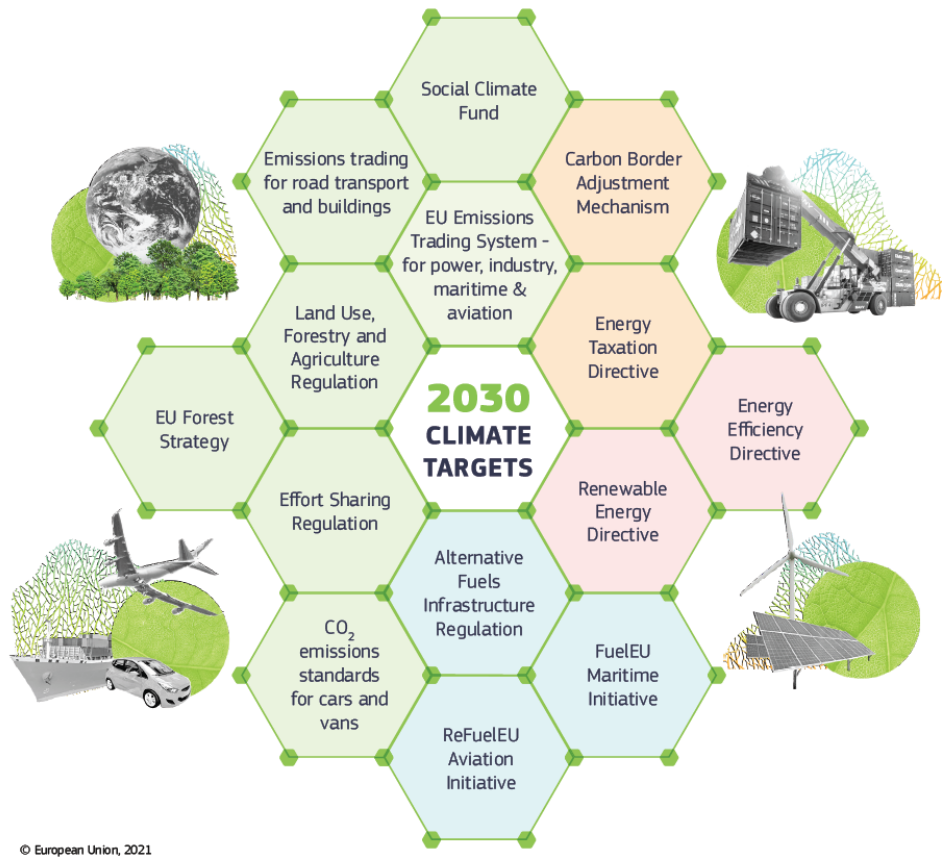 Social Climate
Fund
Emissions trading
for road transport
and buildings
Carbon Border
Adjustment
Mechanism
EU Emissions
Trading System -
for power, industry,
maritime &
aviation
Land Use,
Forestry and
Agriculture
Regulation
Energy
Taxation
Directive
EU Forest
Strategy
2030
CLIMATE
TARGETS
Energy
Efficiency
Directive
Effort Sharing
Regulation
Renewable
Energy
Directive
Alternative
Fuels
Infrastructure
Regulation
CO₂
emissions
standards
for cars and
vans
FuelEU
Maritime
Initiative
ReFuelEU
Aviation
Initiative
© European Union, 2021